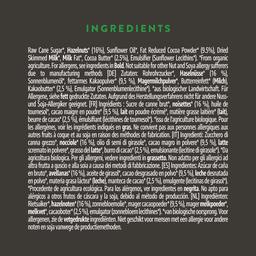 INGREDIENTS
Raw Cane Sugar*, Hazelnuts* (16%), Sunflower Oil*, Fat Reduced Cocoa Powder* (9,5%), Dried
Skimmed Milk*, Milk Fat*, Cocoa Butter* (2,5%), Emulsifier (Sunflower Lecithins*). *From organic
agriculture. For allergens, see ingredients in Bold. Not suitable for other Nut and Soya allergy sufferers
due to manufacturing methods [DE] Zutaten: Rohrohrzucker*, Haselnüsse* (16 %),
Sonnenblumenöl*, fettarmes Kakaopulver* (9,5 %), Magermilchpulver*, Butterreinfett* (Milch),
Kakaobutter* (2,5 %), Emulgator (Sonnenblumenlecithine*). *aus biologischer Landwirtschaft. Für
Allergene, siehe fett gedruckte Zutaten. Aufgrund des Herstellungsverfahrens nicht für andere Nuss-
und Soja-Allergiker geeignet. [FR] Ingrédients : Sucre de canne brut*, noisettes* (16 %), huile de
tournesol*, cacao maigre en poudre* (9,5 %), lait en poudre écrémé*, matière grasse laitière* (lait),
beurre de cacao* (2,5 %), émulsifiant (lécithines de tournesol*). *issu de l'agriculture biologique. Pour
les allergènes, voir les ingrédients indiqués en gras. Ne convient pas aux personnes allergiques aux
autres fruits à coque et au soja en raison des méthodes de fabrication. [IT] Ingredienti: Zucchero di
canna grezzo*, nocciole* (16 %), olio di semi di girasole*, cacao magro in polvere* (9,5 %), latte
scremato in polvere*, grasso del latte*, burro di cacao* (2,5 %), emulsionante (lecitine di girasole*). *Da
agricoltura biologica. Per gli allergeni, vedere ingredienti in grassetto. Non adatto per gli allergici ad
altra frutta a guscio e alla soia a causa dei metodi di fabbricazione. [ES] Ingredientes: Azúcar de caña
en bruto*, avellanas* (16 %), aceite de girasol*, cacao desgrasado en polvo* (9,5 %), leche desnatada
en polvo*, materia grasa láctea* (leche), manteca de cacao* (2,5 %), emulgente (lecitinas de girasol*).
*Procedente de agricultura ecológica. Para los alérgenos, ver ingredientes en negrita. No apto para
alérgicos a otros frutos de cáscara y la soja, debido al método de producción. [NL] Ingrediënten:
Rietsuiker*, hazelnoten* (16 %), zonnebloemolie*, mager cacaopoeder* (9,5 %), mager melkpoeder*,
melkvet*, cacaoboter* (2,5 %), emulgator (zonnebloem lecithinen*). *van biologische oorsprong. Voor
allergenen, zie de vetgedrukte ingrediënten. Niet geschikt voor mensen met een allergie voor andere
noten en soja vanwege de productiemethoden.